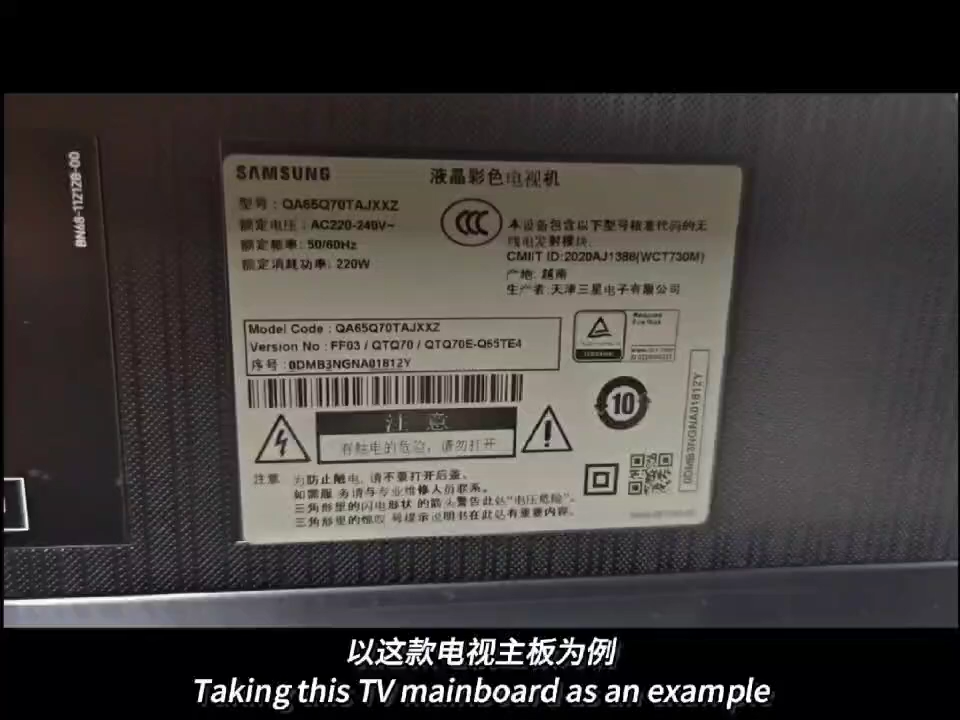 BN68-11212B-00
SAMSUNG
液晶彩色电视机
型号: QA65Q70TAJXXZ
额定电压: AC220-240V~
额定频率: 50/60Hz
额定消耗功率: 220W
CCC
本设备包含以下型号核准代码的无
线电发射模块:
CMIIT ID:2020AJ1388(WCT730M)
产地: 越南
生产者: 天津三星电子有限公司
Model Code : QA65Q70TAJXXZ
Version No : FF03 / QTQ70 / QTQ70E-Q65TE4
序号: 0DMB3NGNA01812Y
注 意
有触电的危险, 请勿打开
10
0DMB3NGNA01812Y
注意
为防止触电, 请不要打开后盖。
如需服务请与专业维修人员联系。
三角形里的闪电形状的箭头警告此处"电压危险"。
三角形里的惊叹号提示说明书在此处有重要内容。
以这款电视主板为例
Taking this TV mainboard as an example